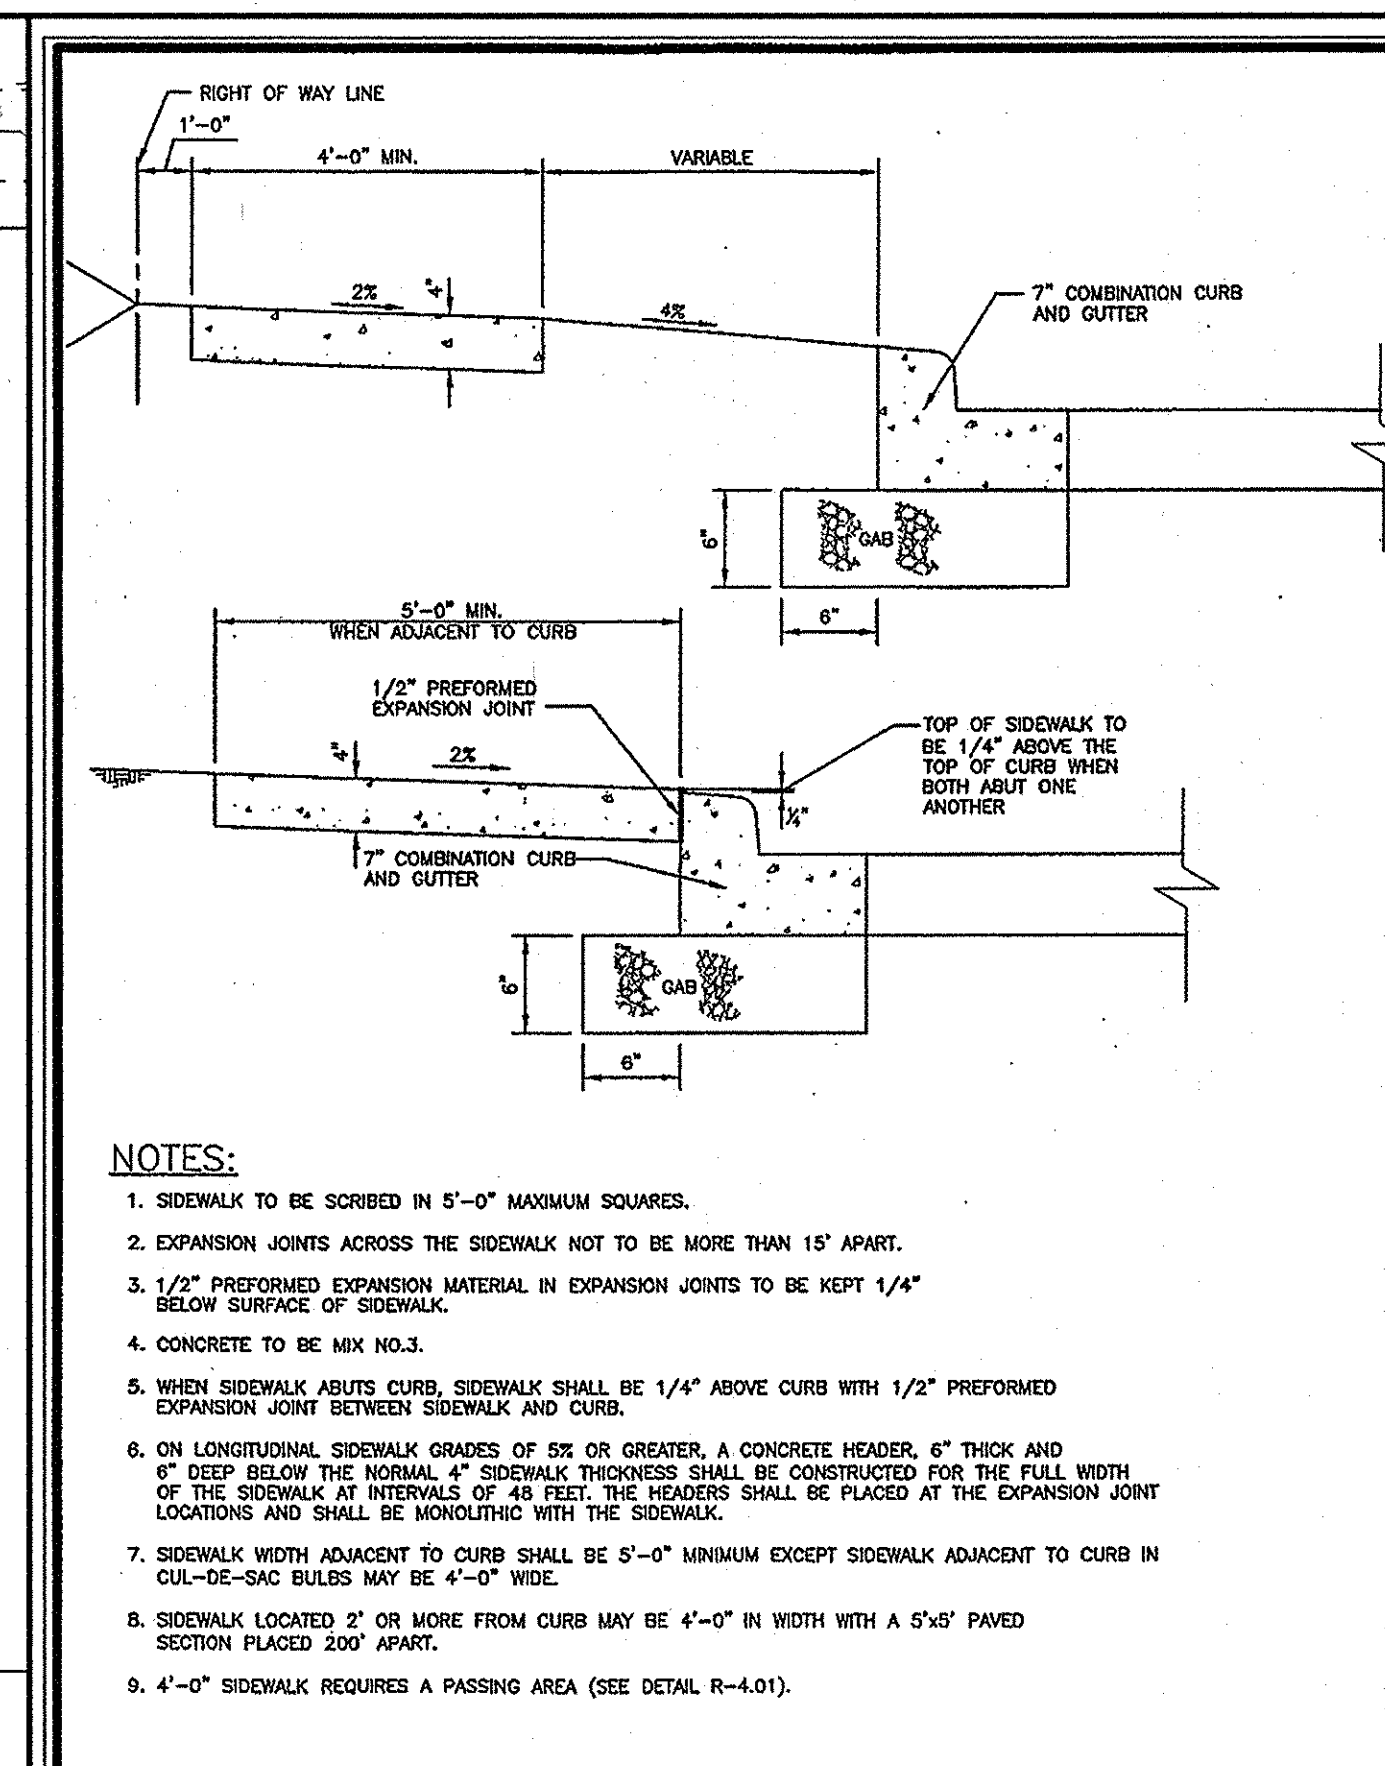 RIGHT OF WAY LINE
1'-0"
4'-0" MIN.
VARIABLE
2%
4"
4%
7" COMBINATION CURB
AND GUTTER
6"
GAB
6"
5'-0" MIN.
WHEN ADJACENT TO CURB
1/2" PREFORMED
EXPANSION JOINT
TOP OF SIDEWALK TO
BE 1/4" ABOVE THE
TOP OF CURB WHEN
BOTH ABUT ONE
ANOTHER
4"
2%
1/4"
7" COMBINATION CURB
AND GUTTER
6"
GAB
6"
NOTES:
1. SIDEWALK TO BE SCRIBED IN 5'-0" MAXIMUM SQUARES.
2. EXPANSION JOINTS ACROSS THE SIDEWALK NOT TO BE MORE THAN 15' APART.
3. 1/2" PREFORMED EXPANSION MATERIAL IN EXPANSION JOINTS TO BE KEPT 1/4"
BELOW SURFACE OF SIDEWALK.
4. CONCRETE TO BE MIX NO.3.
5. WHEN SIDEWALK ABUTS CURB, SIDEWALK SHALL BE 1/4" ABOVE CURB WITH 1/2" PREFORMED
EXPANSION JOINT BETWEEN SIDEWALK AND CURB.
6. ON LONGITUDINAL SIDEWALK GRADES OF 5% OR GREATER, A CONCRETE HEADER, 6" THICK AND
6" DEEP BELOW THE NORMAL 4" SIDEWALK THICKNESS SHALL BE CONSTRUCTED FOR THE FULL WIDTH
OF THE SIDEWALK AT INTERVALS OF 48 FEET. THE HEADERS SHALL BE PLACED AT THE EXPANSION JOINT
LOCATIONS AND SHALL BE MONOLITHIC WITH THE SIDEWALK.
7. SIDEWALK WIDTH ADJACENT TO CURB SHALL BE 5'-0" MINIMUM EXCEPT SIDEWALK ADJACENT TO CURB IN
CUL-DE-SAC BULBS MAY BE 4'-0" WIDE.
8. SIDEWALK LOCATED 2' OR MORE FROM CURB MAY BE 4'-0" IN WIDTH WITH A 5'x5' PAVED
SECTION PLACED 200' APART.
9. 4'-0" SIDEWALK REQUIRES A PASSING AREA (SEE DETAIL R-4.01).